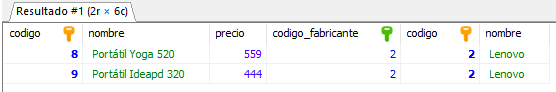 Resultado #1 (2r × 6c)
codigo nombre precio codigo_fabricante codigo nombre
8 Portátil Yoga 520 559 2 2 Lenovo
9 Portátil Ideapd 320 444 2 2 Lenovo